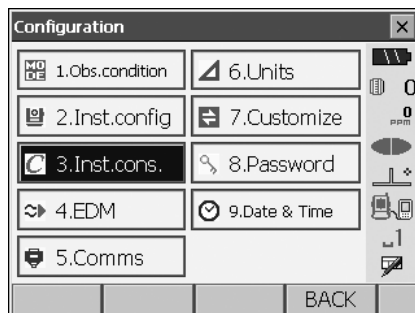 Configuration
MODE 1.Obs.condition
2.Inst.config
C 3.Inst.cons.
4.EDM
5.Comms
6.Units
7.Customize
8.Password
9.Date & Time
0
0
PPM
1
BACK